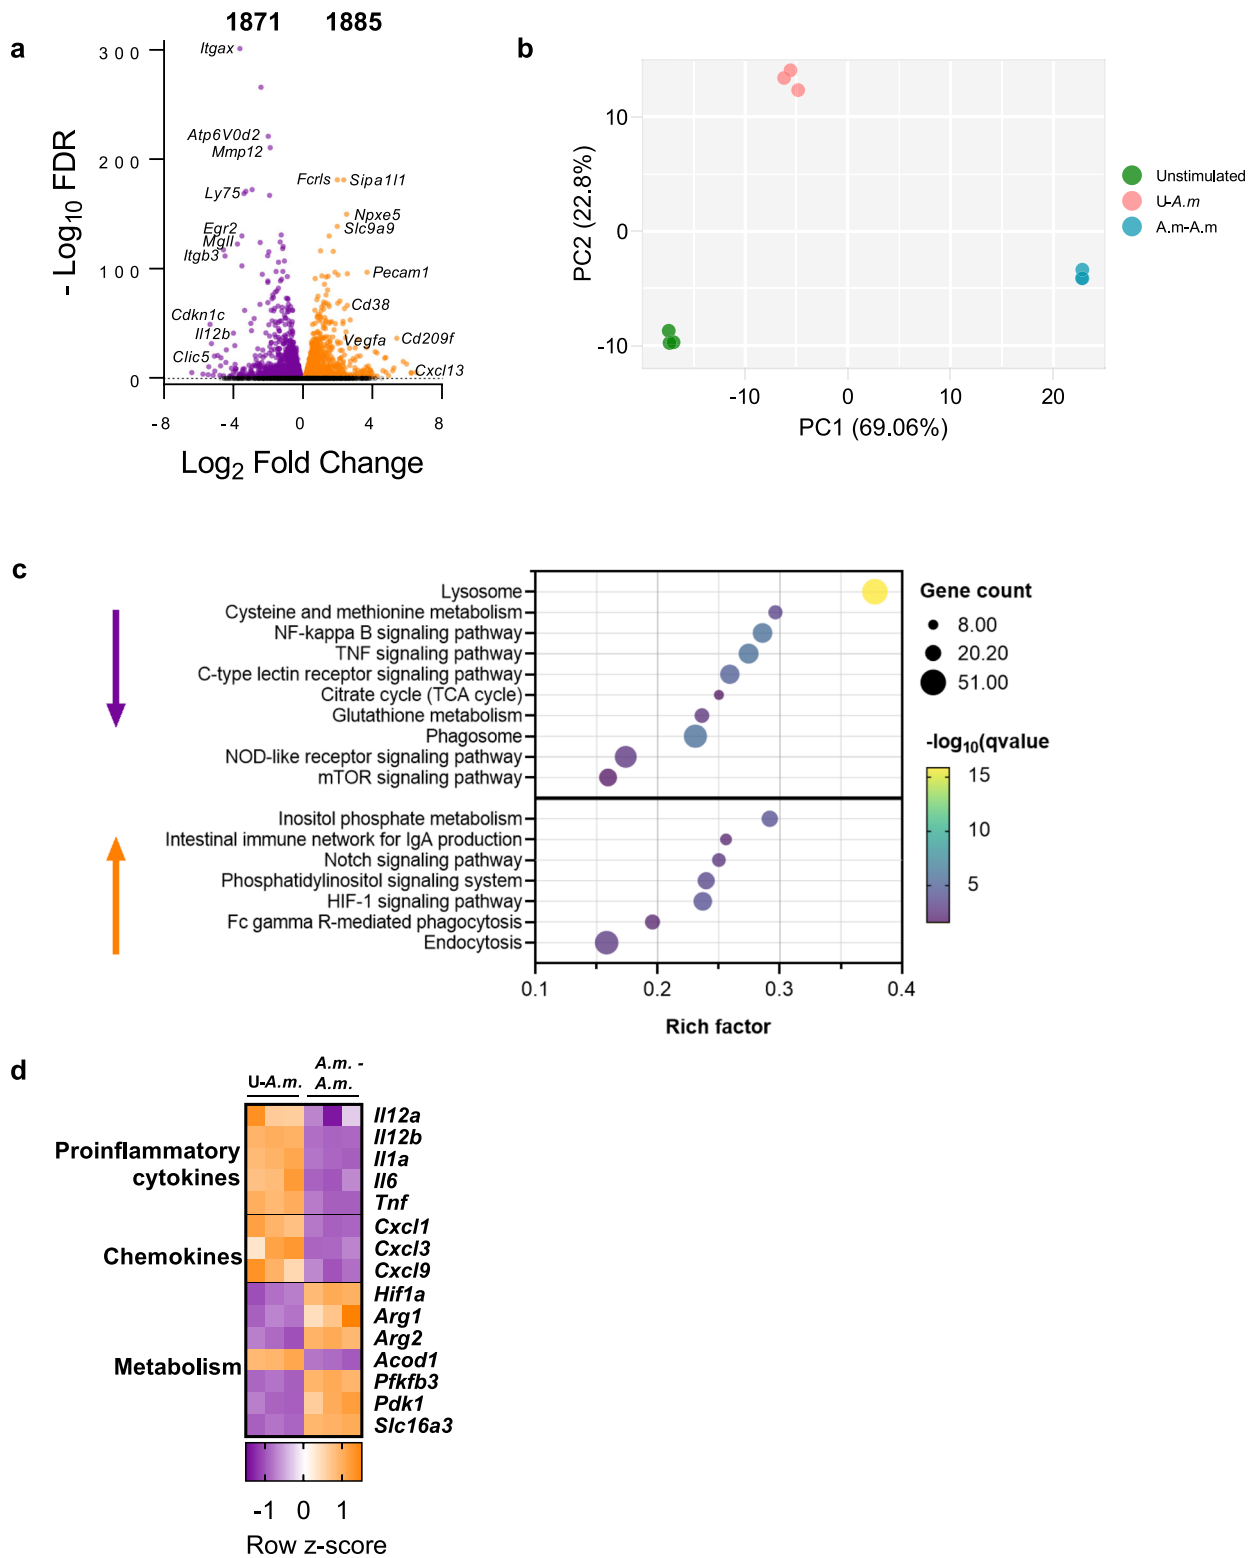 a
1871 1885
300
200
100
0
- Log10 FDR
Itgax
Atp6V0d2
Mmp12
Ly75
Egr2
Mgll
Itgb3
Cdkn1c
Il12b
Clic5
Fcrls
Sipa1l1
Npxe5
Slc9a9
Pecam1
Cd38
Vegfa
Cd209f
Cxcl13
-8 -4 0 4 8
Log2 Fold Change
b
10
0
-10
PC2 (22.8%)
-10 0 10 20
PC1 (69.06%)
Unstimulated
U-A.m
A.m-A.m
c
Lysosome
Cysteine and methionine metabolism
NF-kappa B signaling pathway
TNF signaling pathway
C-type lectin receptor signaling pathway
Citrate cycle (TCA cycle)
Glutathione metabolism
Phagosome
NOD-like receptor signaling pathway
mTOR signaling pathway
Inositol phosphate metabolism
Intestinal immune network for IgA production
Notch signaling pathway
Phosphatidylinositol signaling system
HIF-1 signaling pathway
Fc gamma R-mediated phagocytosis
Endocytosis
0.1 0.2 0.3 0.4
Rich factor
Gene count
8.00
20.20
51.00
-log10(qvalue
15
10
5
d
U-A.m.
A.m. -
A.m.
Proinflammatory
cytokines
Chemokines
Metabolism
Il12a
Il12b
Il1a
Il6
Tnf
Cxcl1
Cxcl3
Cxcl9
Hif1a
Arg1
Arg2
Acod1
Pfkfb3
Pdk1
Slc16a3
-1 0 1
Row z-score